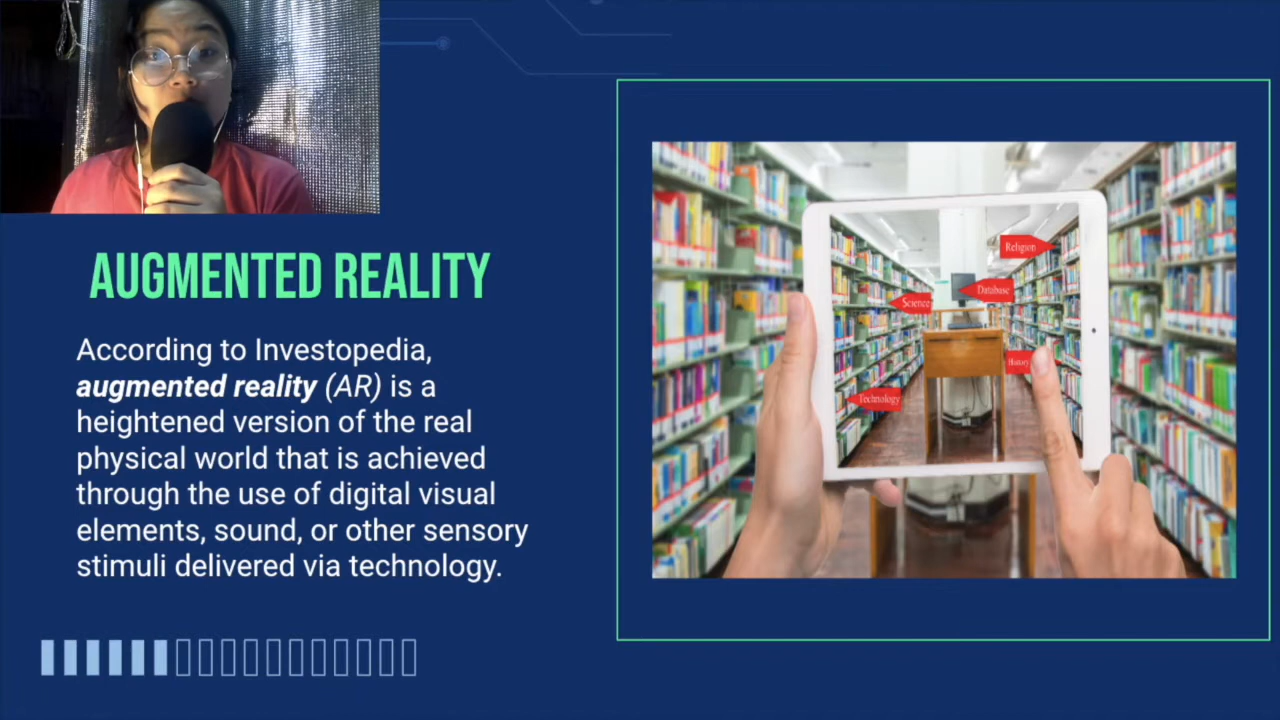 AUGMENTED REALITY
According to Investopedia,
augmented reality (AR) is a
heightened version of the real
physical world that is achieved
through the use of digital visual
elements, sound, or other sensory
stimuli delivered via technology.
Religion
Database
Science
History
Technology